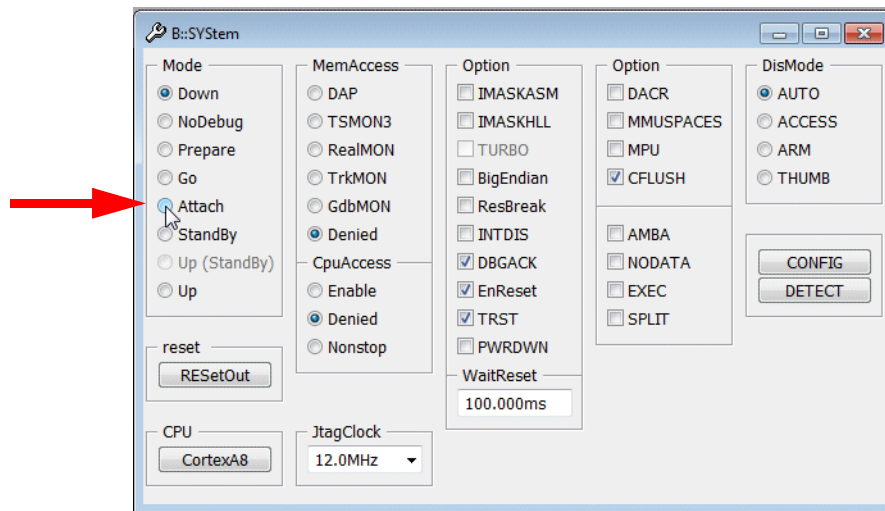 B::SYStem
Mode
Down
NoDebug
Prepare
Go
Attach
StandBy
Up (StandBy)
Up
reset
RESetOut
CPU
CortexA8
MemAccess
DAP
TSMON3
RealMON
TrkMON
GdbMON
Denied
CpuAccess
Enable
Denied
Nonstop
JtagClock
12.0MHz
Option
IMASKASM
IMASKHLL
TURBO
BigEndian
ResBreak
INTDIS
DBGACK
EnReset
TRST
PWRDWN
WaitReset
100.000ms
Option
DACR
MMUSPACES
MPU
CFLUSH
AMBA
NODATA
EXEC
SPLIT
DisMode
AUTO
ACCESS
ARM
THUMB
CONFIG
DETECT